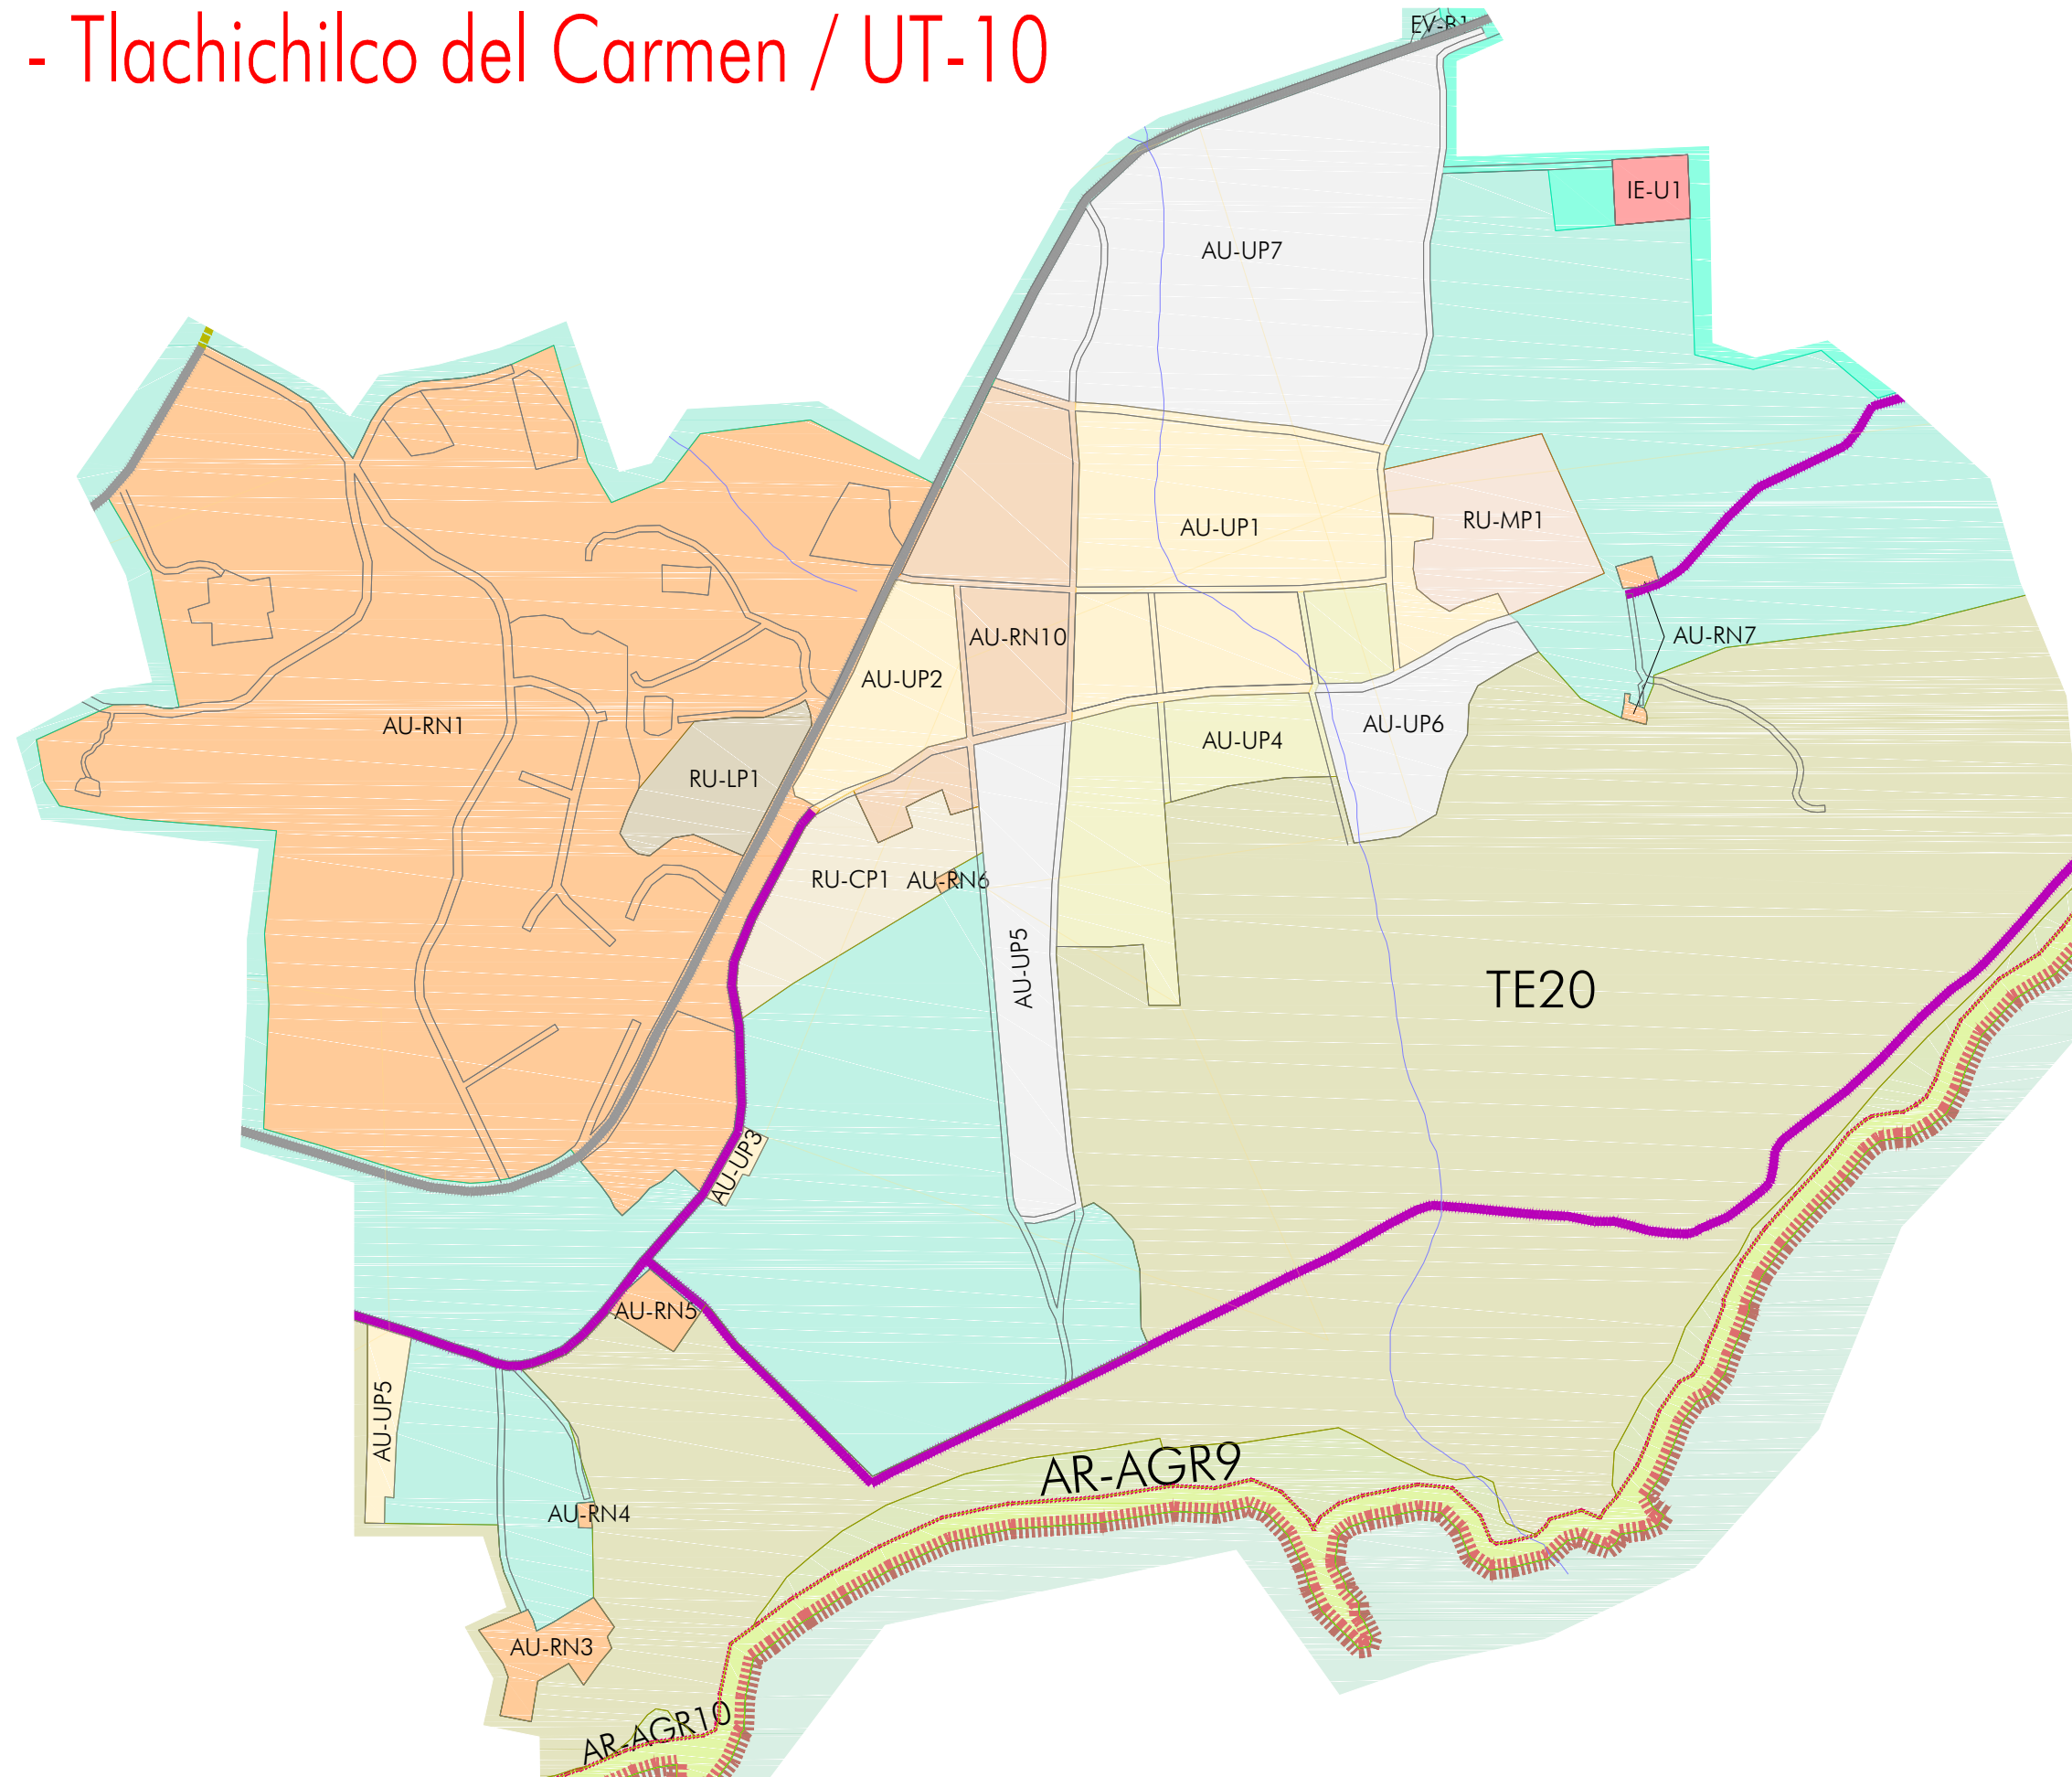 - Tlachichilco del Carmen / UT-10
EV-B1
IE-U1
AU-UP7
AU-UP1
RU-MP1
AU-RN10
AU-RN7
AU-UP2
AU-RN1
AU-UP6
AU-UP4
RU-LP1
RU-CP1
AU-RN6
AU-UP5
TE20
AU-UP3
AU-RN5
AU-UP5
AR-AGR9
AU-RN4
AU-RN3
AR-AGR10